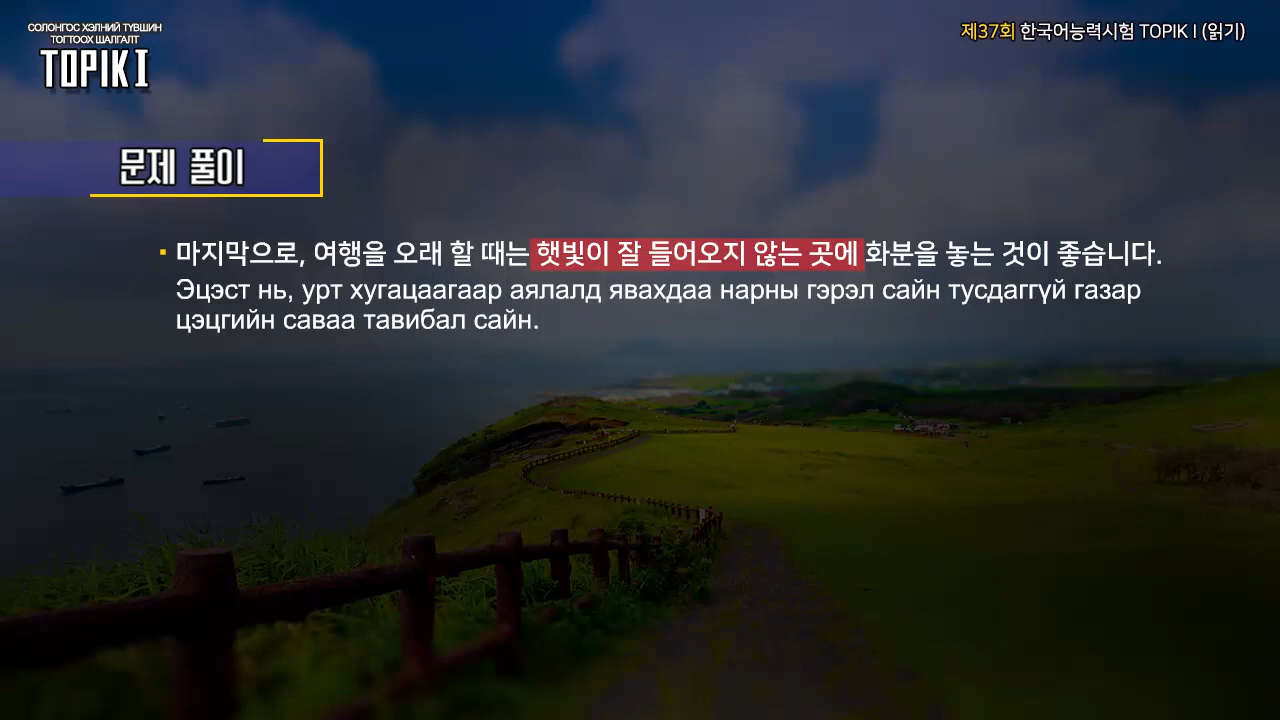 СОЛОНГОС ХЭЛНИЙ ТҮВШИН
ТОГТООХ ШАЛГАЛТ
TOPIK I
제37회 한국어능력시험 TOPIK I (읽기)
문제 풀이
마지막으로, 여행을 오래 할 때는 햇빛이 잘 들어오지 않는 곳에 화분을 놓는 것이 좋습니다.
Эцэст нь, урт хугацаагаар аялалд явахдаа нарны гэрэл сайн тусдаггүй газар
цэцгийн саваа тавибал сайн.